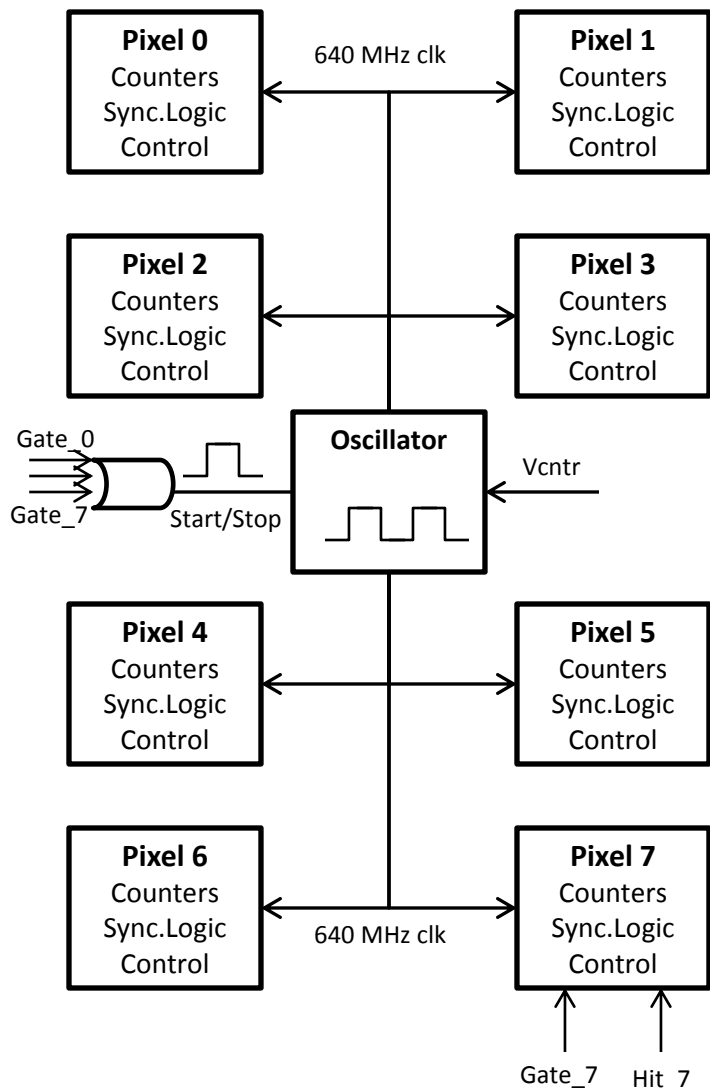 Pixel 0
Counters
Sync.Logic
Control
640 MHz clk
Pixel 1
Counters
Sync.Logic
Control
Pixel 2
Counters
Sync.Logic
Control
Pixel 3
Counters
Sync.Logic
Control
Gate_0
Gate_7
Start/Stop
Oscillator
Vcntr
Pixel 4
Counters
Sync.Logic
Control
Pixel 5
Counters
Sync.Logic
Control
Pixel 6
Counters
Sync.Logic
Control
640 MHz clk
Pixel 7
Counters
Sync.Logic
Control
Gate_7
Hit_7